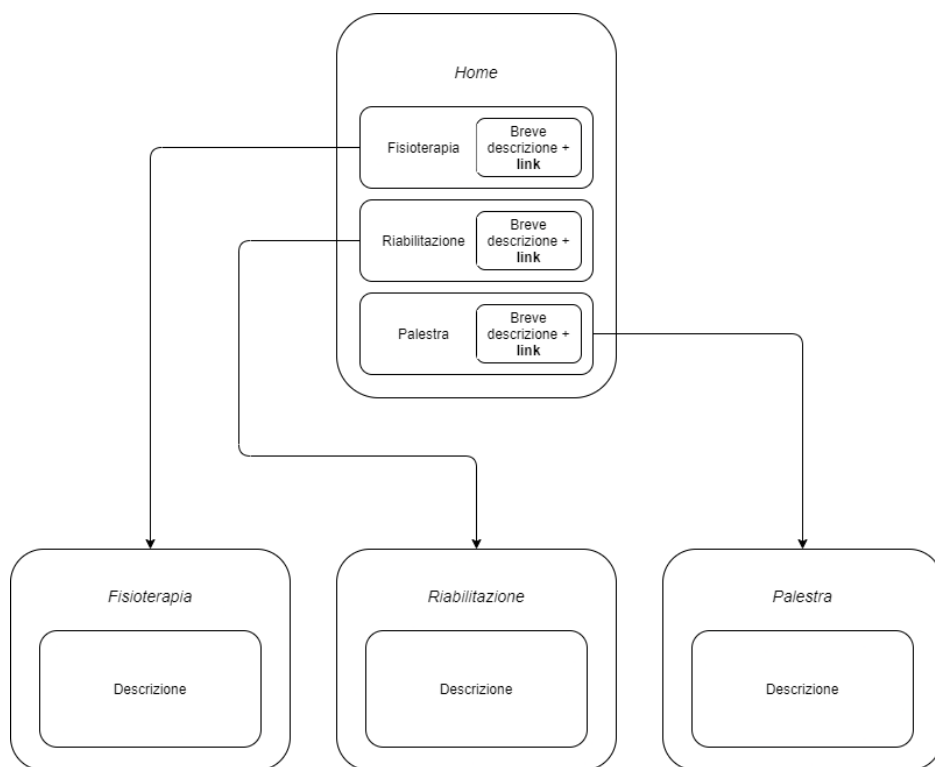 Home
Fisioterapia
Breve
descrizione +
link
Riabilitazione
Breve
descrizione +
link
Palestra
Breve
descrizione +
link
Fisioterapia
Riabilitazione
Palestra
Descrizione
Descrizione
Descrizione